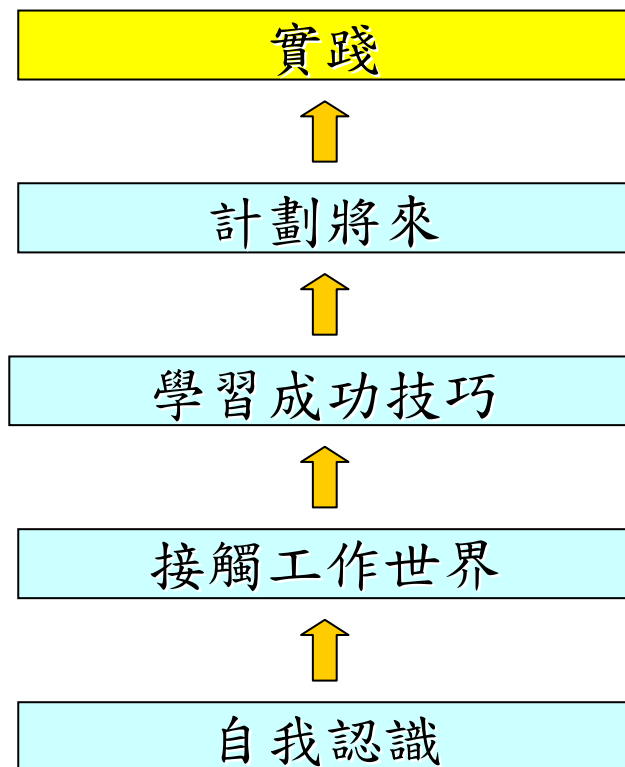 實踐
計劃將來
學習成功技巧
接觸工作世界
自我認識